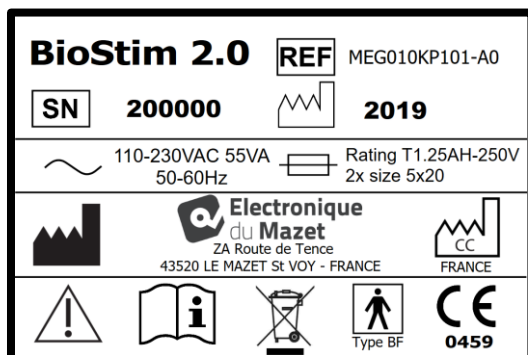 BioStim 2.0 REF MEG010KP101-A0
SN 200000 2019
110-230VAC 55VA
50-60Hz
Rating T1.25AH-250V
2x size 5x20
Electronique
du Mazet
ZA Route de Tence
43520 LE MAZET St VOY - FRANCE
CC
FRANCE
i
Type BF
CE
0459